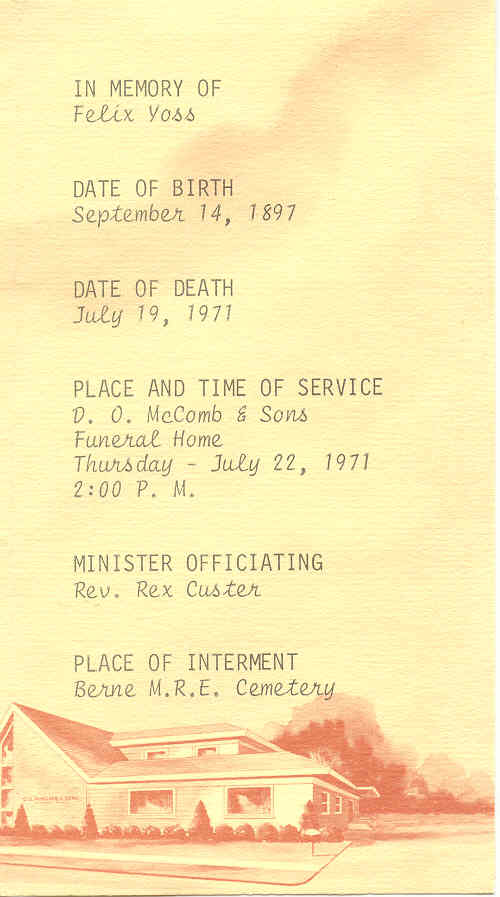 IN MEMORY OF
Felix Yoss
DATE OF BIRTH
September 14, 1897
DATE OF DEATH
July 19, 1971
PLACE AND TIME OF SERVICE
D. O. McComb & Sons
Funeral Home
Thursday - July 22, 1971
2:00 P. M.
MINISTER OFFICIATING
Rev. Rex Custer
PLACE OF INTERMENT
Berne M.R.E. Cemetery
D.O. McCOMB & SONS